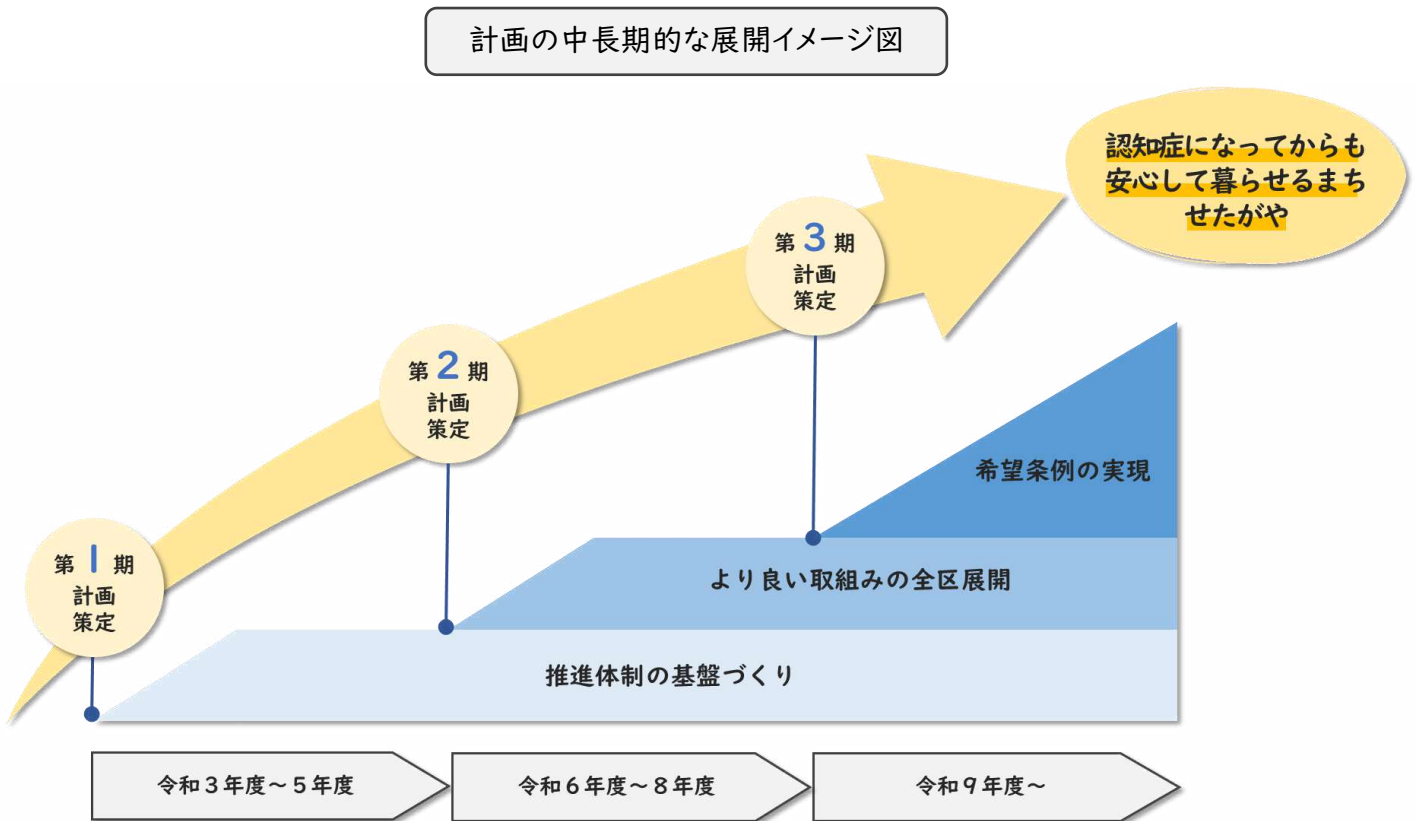 計画の中長期的な展開イメージ図
認知症になってからも
安心して暮らせるまち
せたがや
第3期
計画
策定
第2期
計画
策定
第1期
計画
策定
希望条例の実現
より良い取組みの全区展開
推進体制の基盤づくり
令和3年度～5年度
令和6年度～8年度
令和9年度～